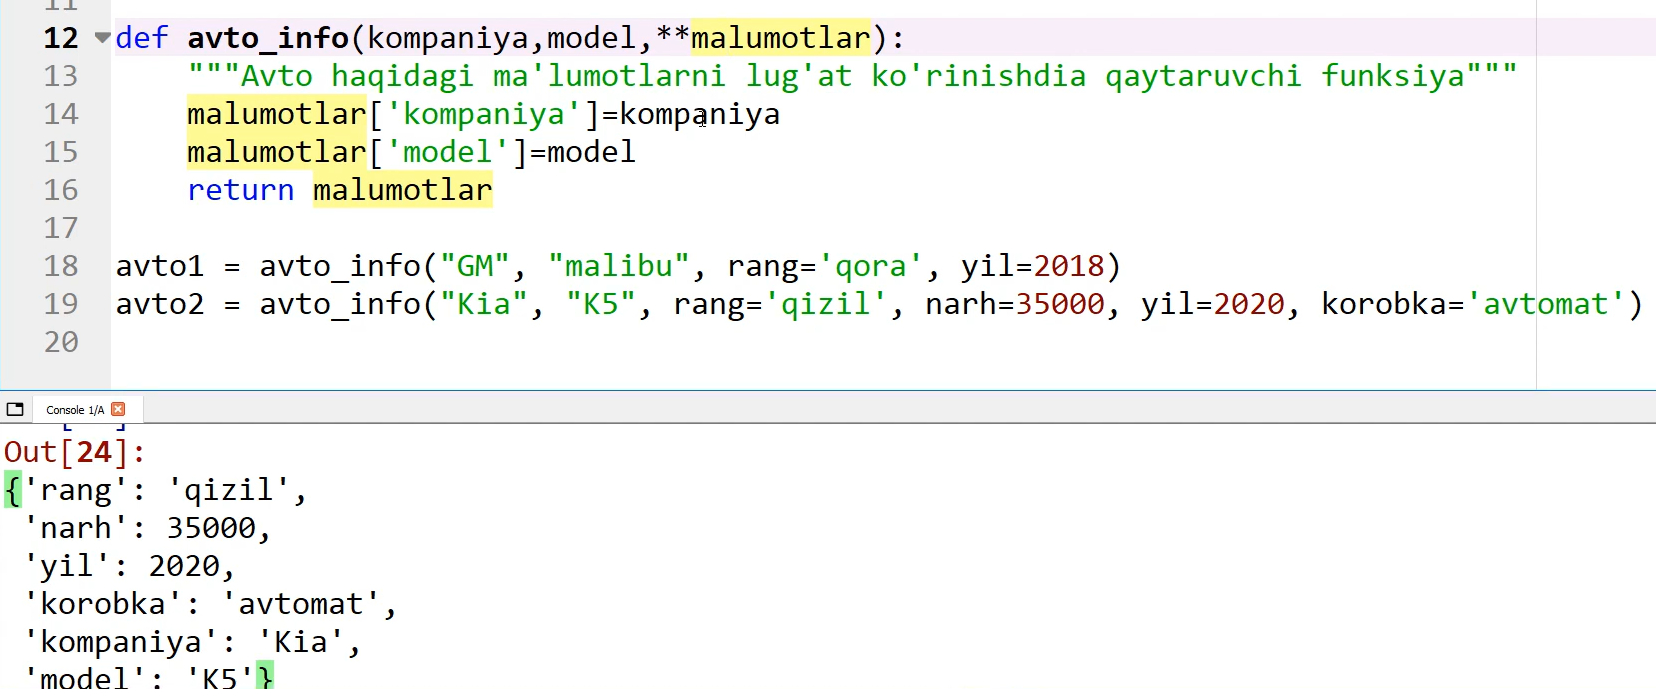 11
12 def avto_info(kompaniya,model,**malumotlar):
13 """Avto haqidagi ma'lumotlarni lug'at ko'rinishdia qaytaruvchi funksiya"""
14 malumotlar['kompaniya']=kompaniya
15 malumotlar['model']=model
16 return malumotlar
17
18 avto1 = avto_info("GM", "malibu", rang='qora', yil=2018)
19 avto2 = avto_info("Kia", "K5", rang='qizil', narh=35000, yil=2020, korobka='avtomat')
20
Console 1/A
Out[24]:
{'rang': 'qizil',
'narh': 35000,
'yil': 2020,
'korobka': 'avtomat',
'kompaniya': 'Kia',
'model': 'K5'}